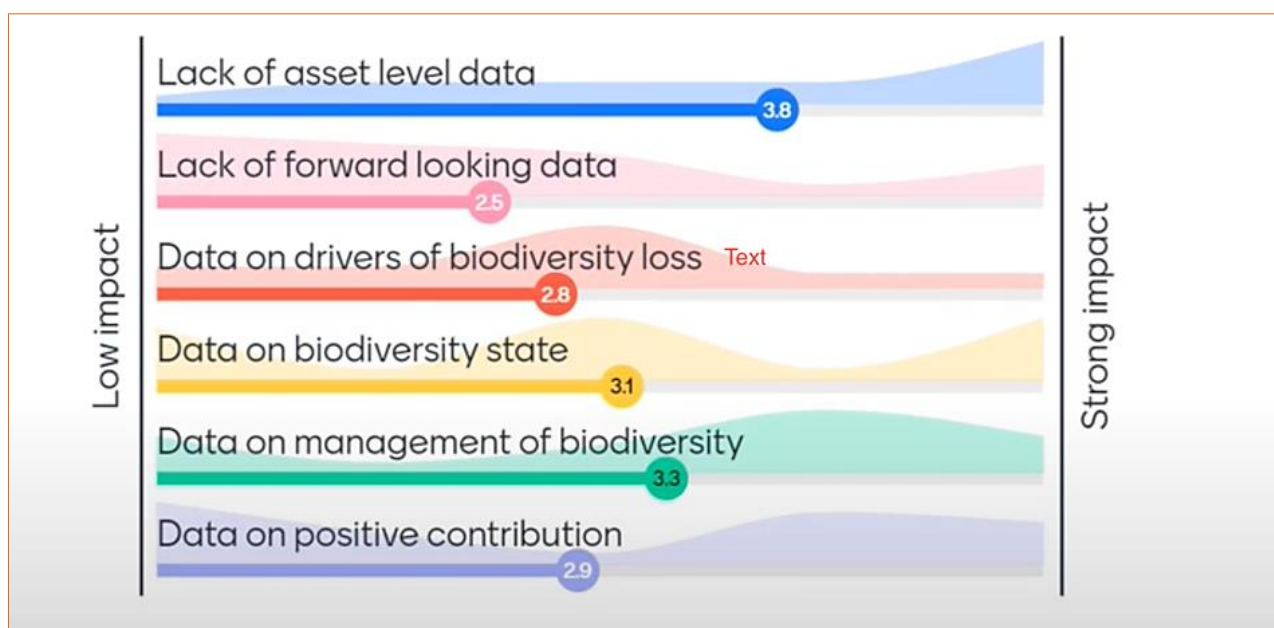 Lack of asset level data
3.8
Lack of forward looking data
2.5
Data on drivers of biodiversity loss Text
2.8
Data on biodiversity state
3.1
Data on management of biodiversity
3.3
Data on positive contribution
2.9
Low impact
Strong impact